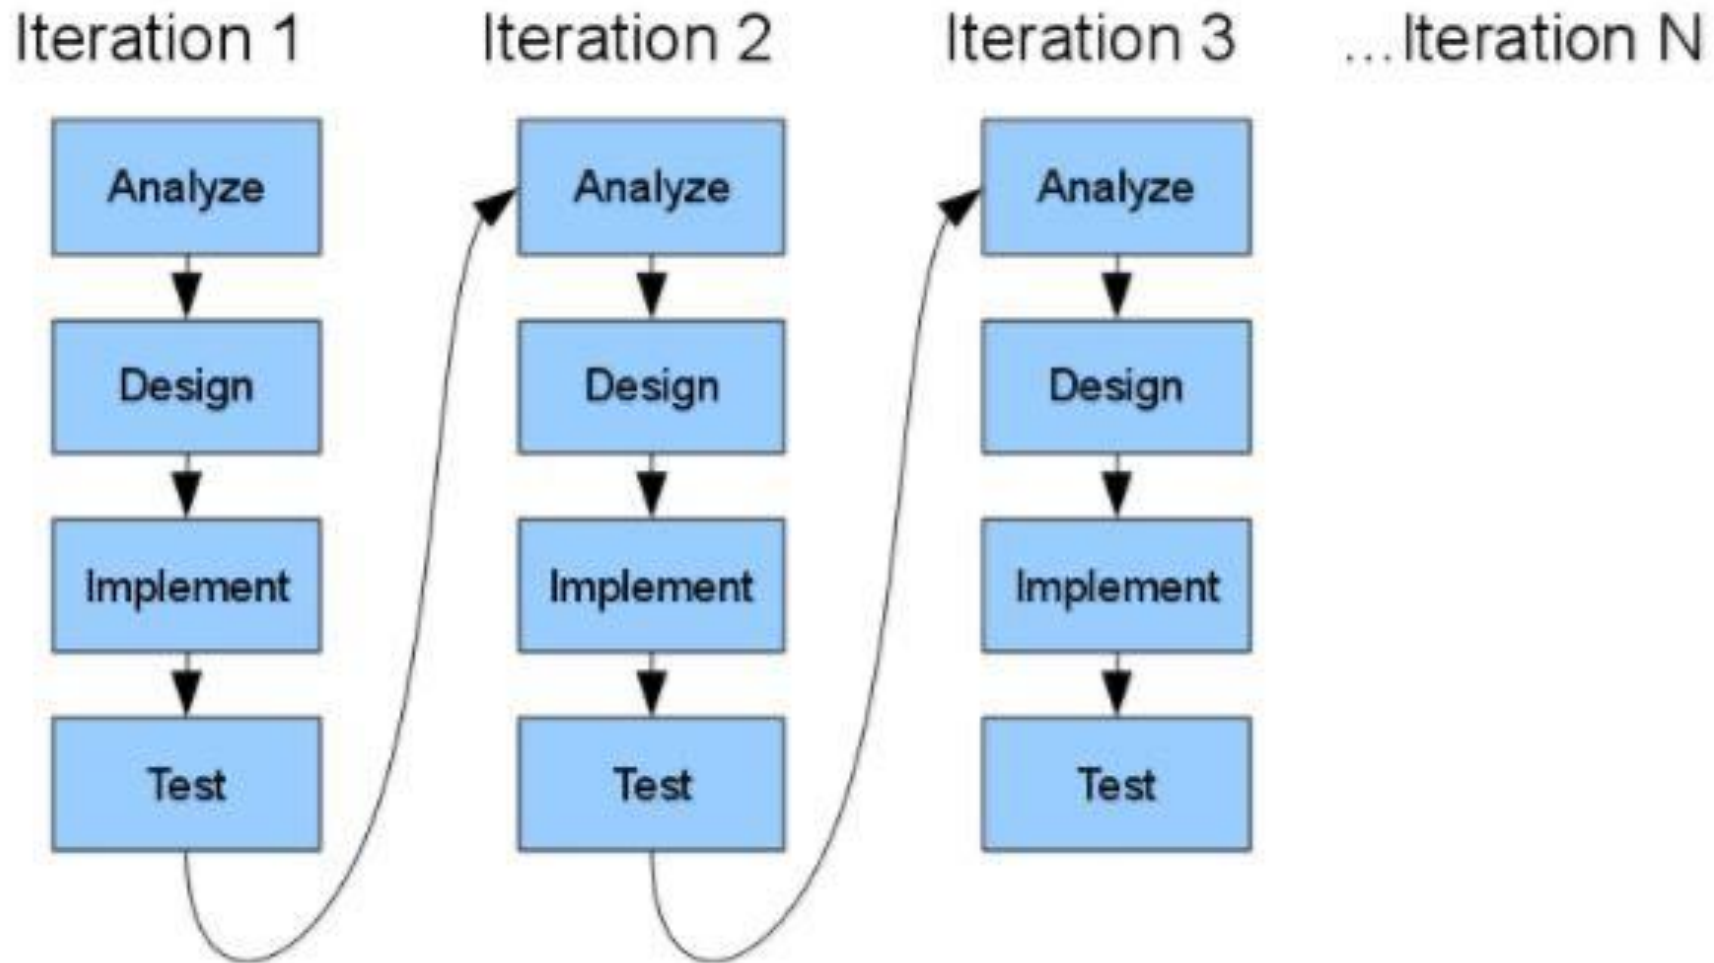 Iteration 1
Iteration 2
Iteration 3
...Iteration N
Analyze
Analyze
Analyze
Design
Design
Design
Implement
Implement
Implement
Test
Test
Test